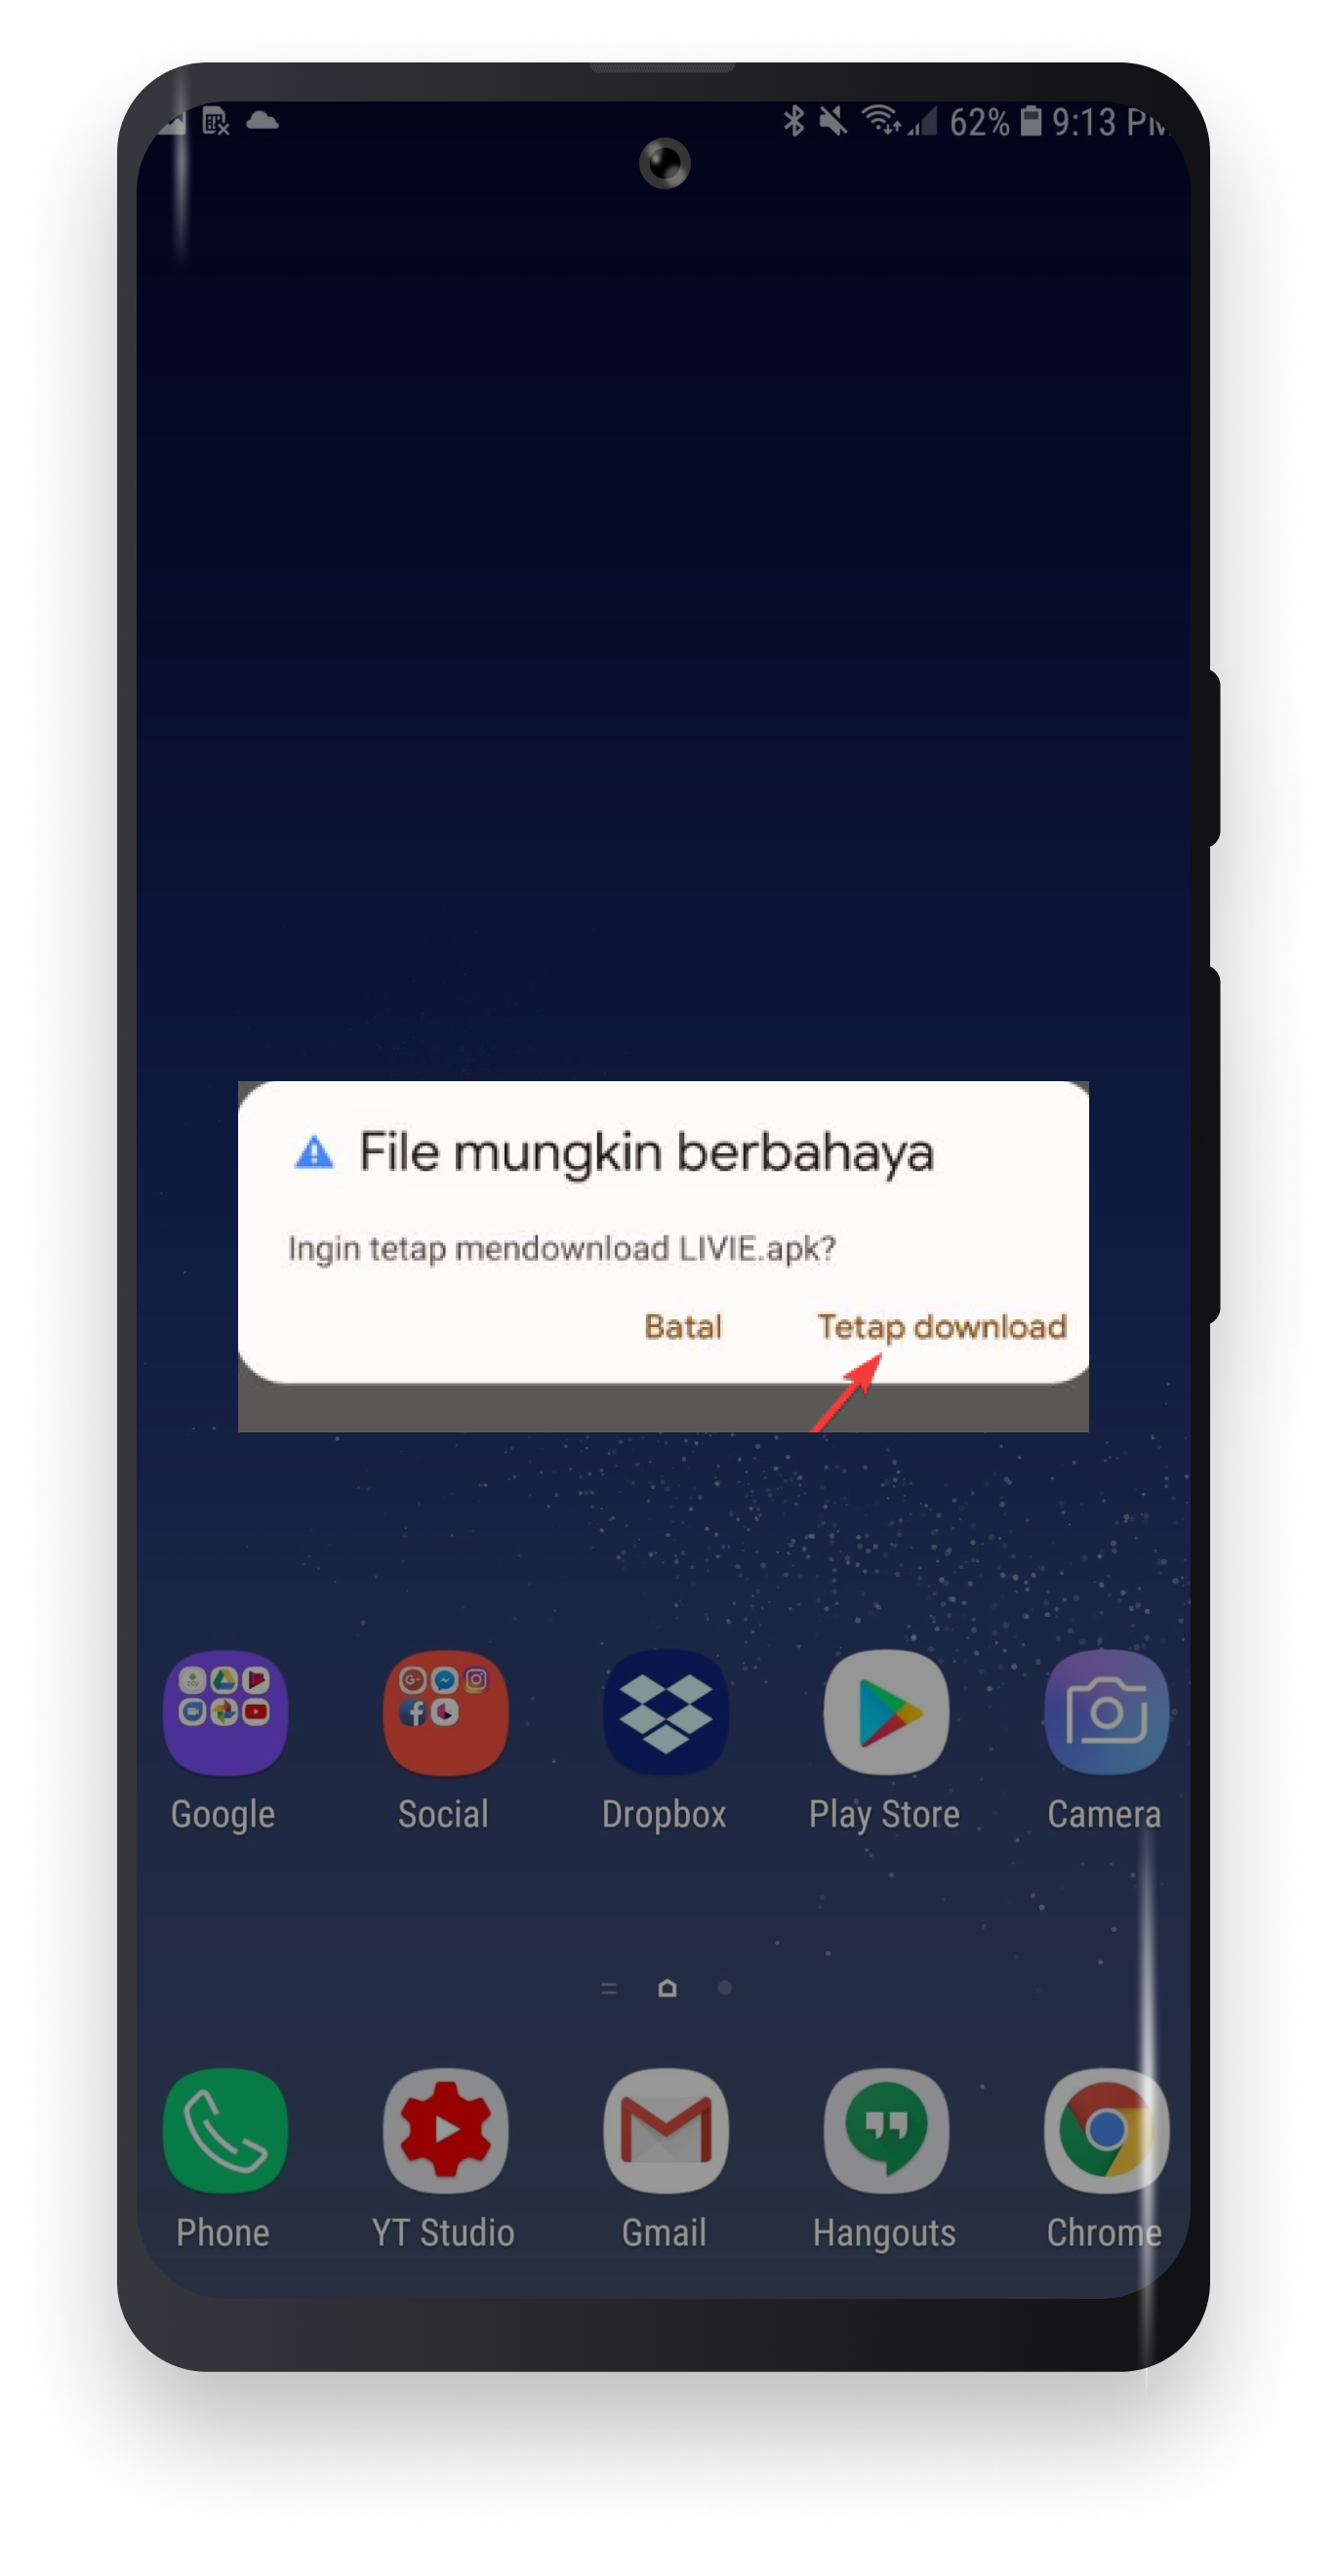 62% 9:13 PM
File mungkin berbahaya
Ingin tetap mendownload LIVIE.apk?
Batal Tetap download
Google Social Dropbox Play Store Camera
Phone YT Studio Gmail Hangouts Chrome